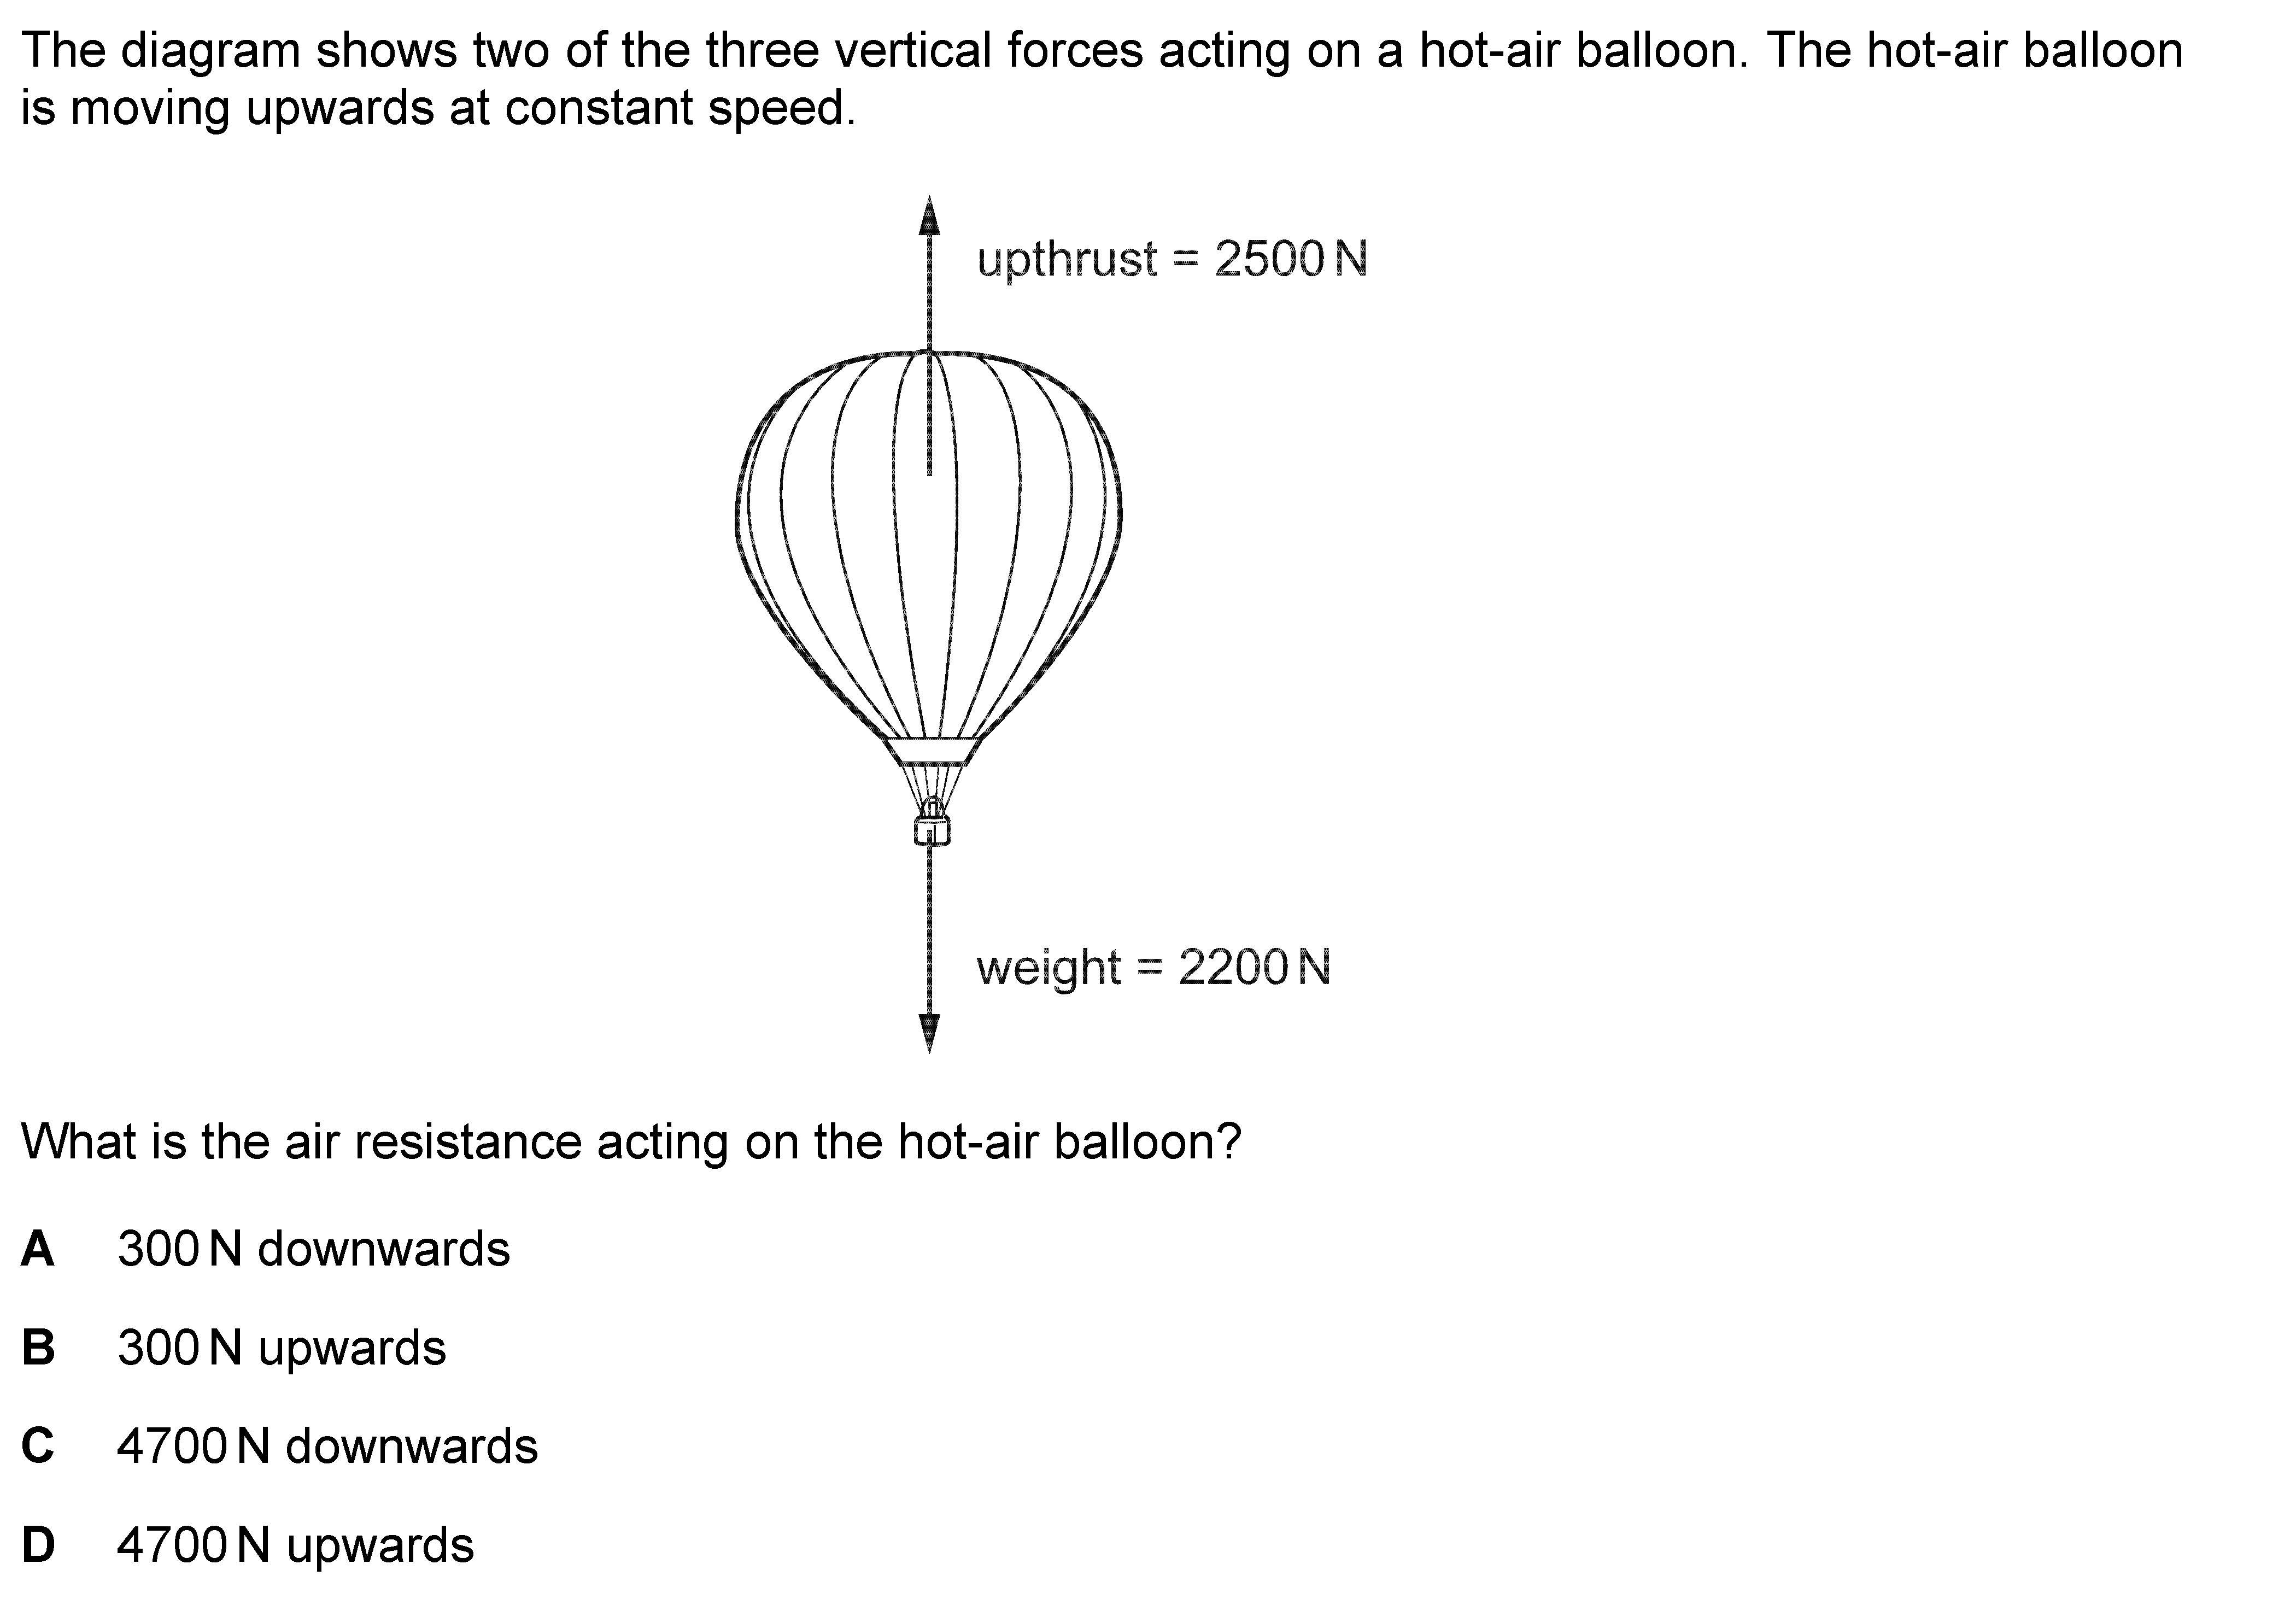 The diagram shows two of the three vertical forces acting on a hot-air balloon. The hot-air balloon
is moving upwards at constant speed.
upthrust = 2500 N
weight = 2200 N
What is the air resistance acting on the hot-air balloon?
A 300 N downwards
B 300 N upwards
C 4700 N downwards
D 4700 N upwards